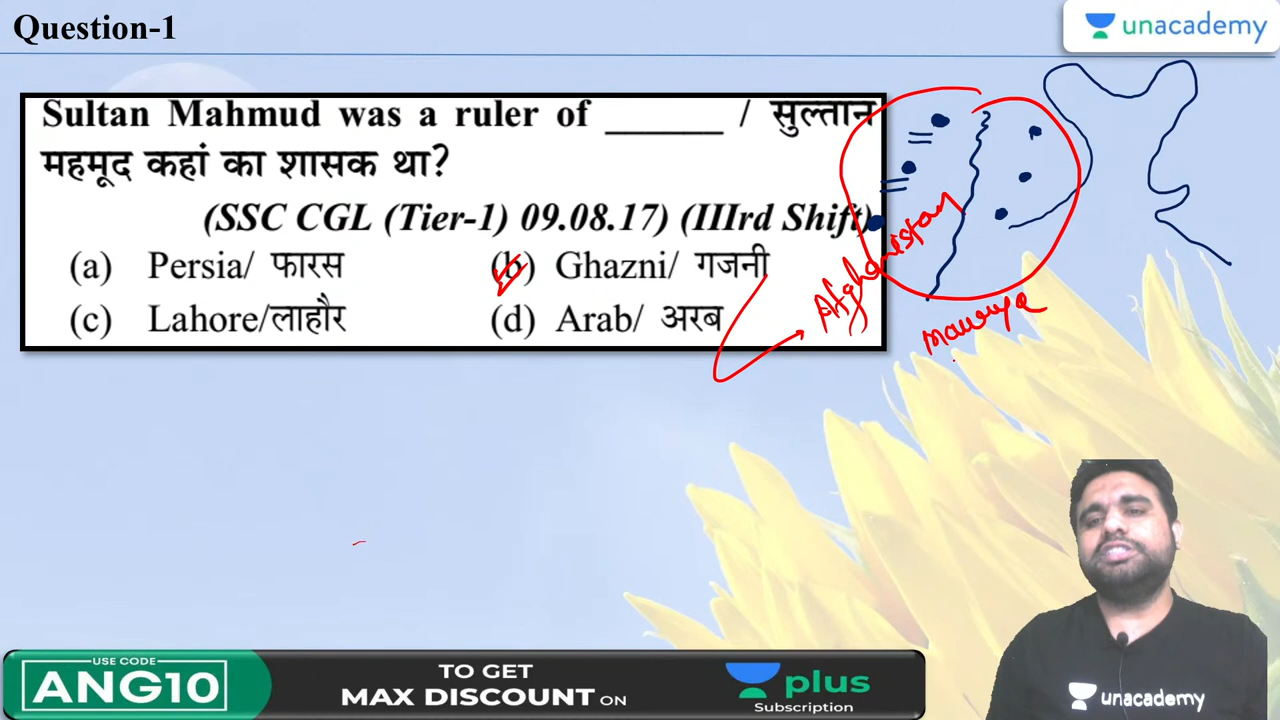 Question-1
unacademy
Sultan Mahmud was a ruler of ______ / सुल्तान
महमूद कहां का शासक था?
(SSC CGL (Tier-1) 09.08.17) (IIIrd Shift)
(a) Persia/ फारस
(b) Ghazni/ गजनी
(c) Lahore/लाहौर
(d) Arab/ अरब
Afghanistan
Maurya
USE CODE
ANG10
TO GET
MAX DISCOUNT ON
plus
Subscription
unacademy